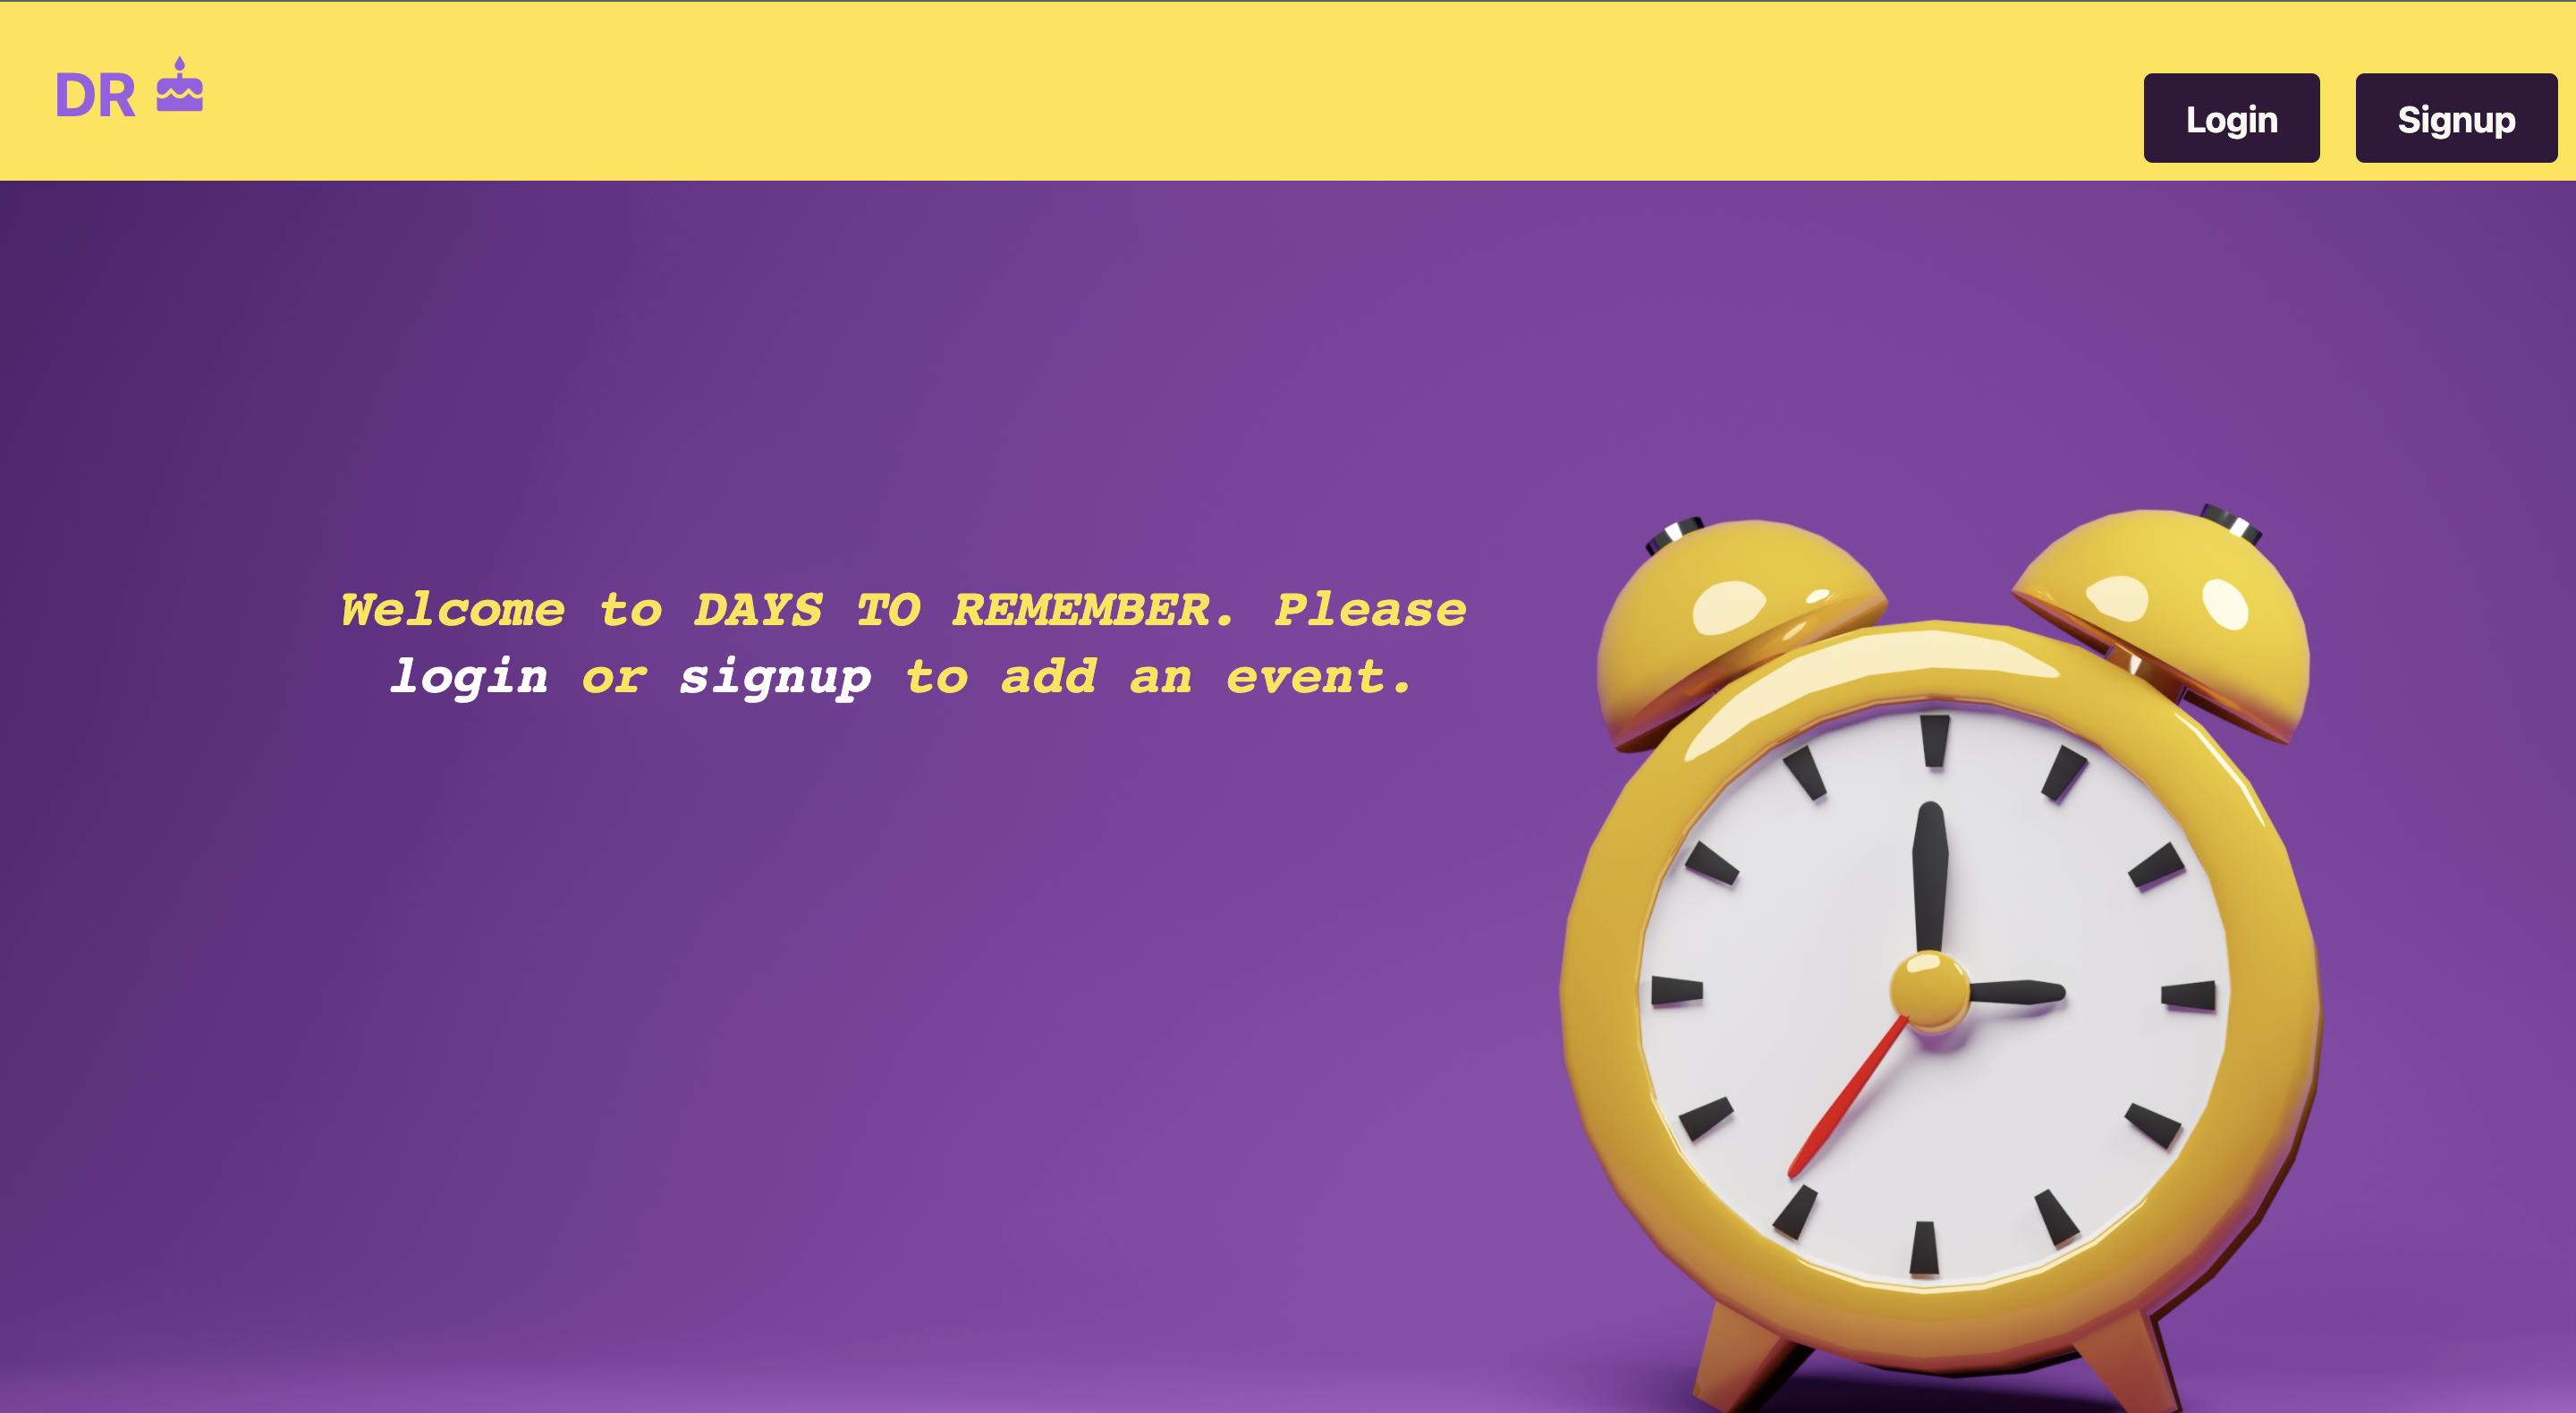 DR
Login
Signup
Welcome to DAYS TO REMEMBER. Please
login or signup to add an event.